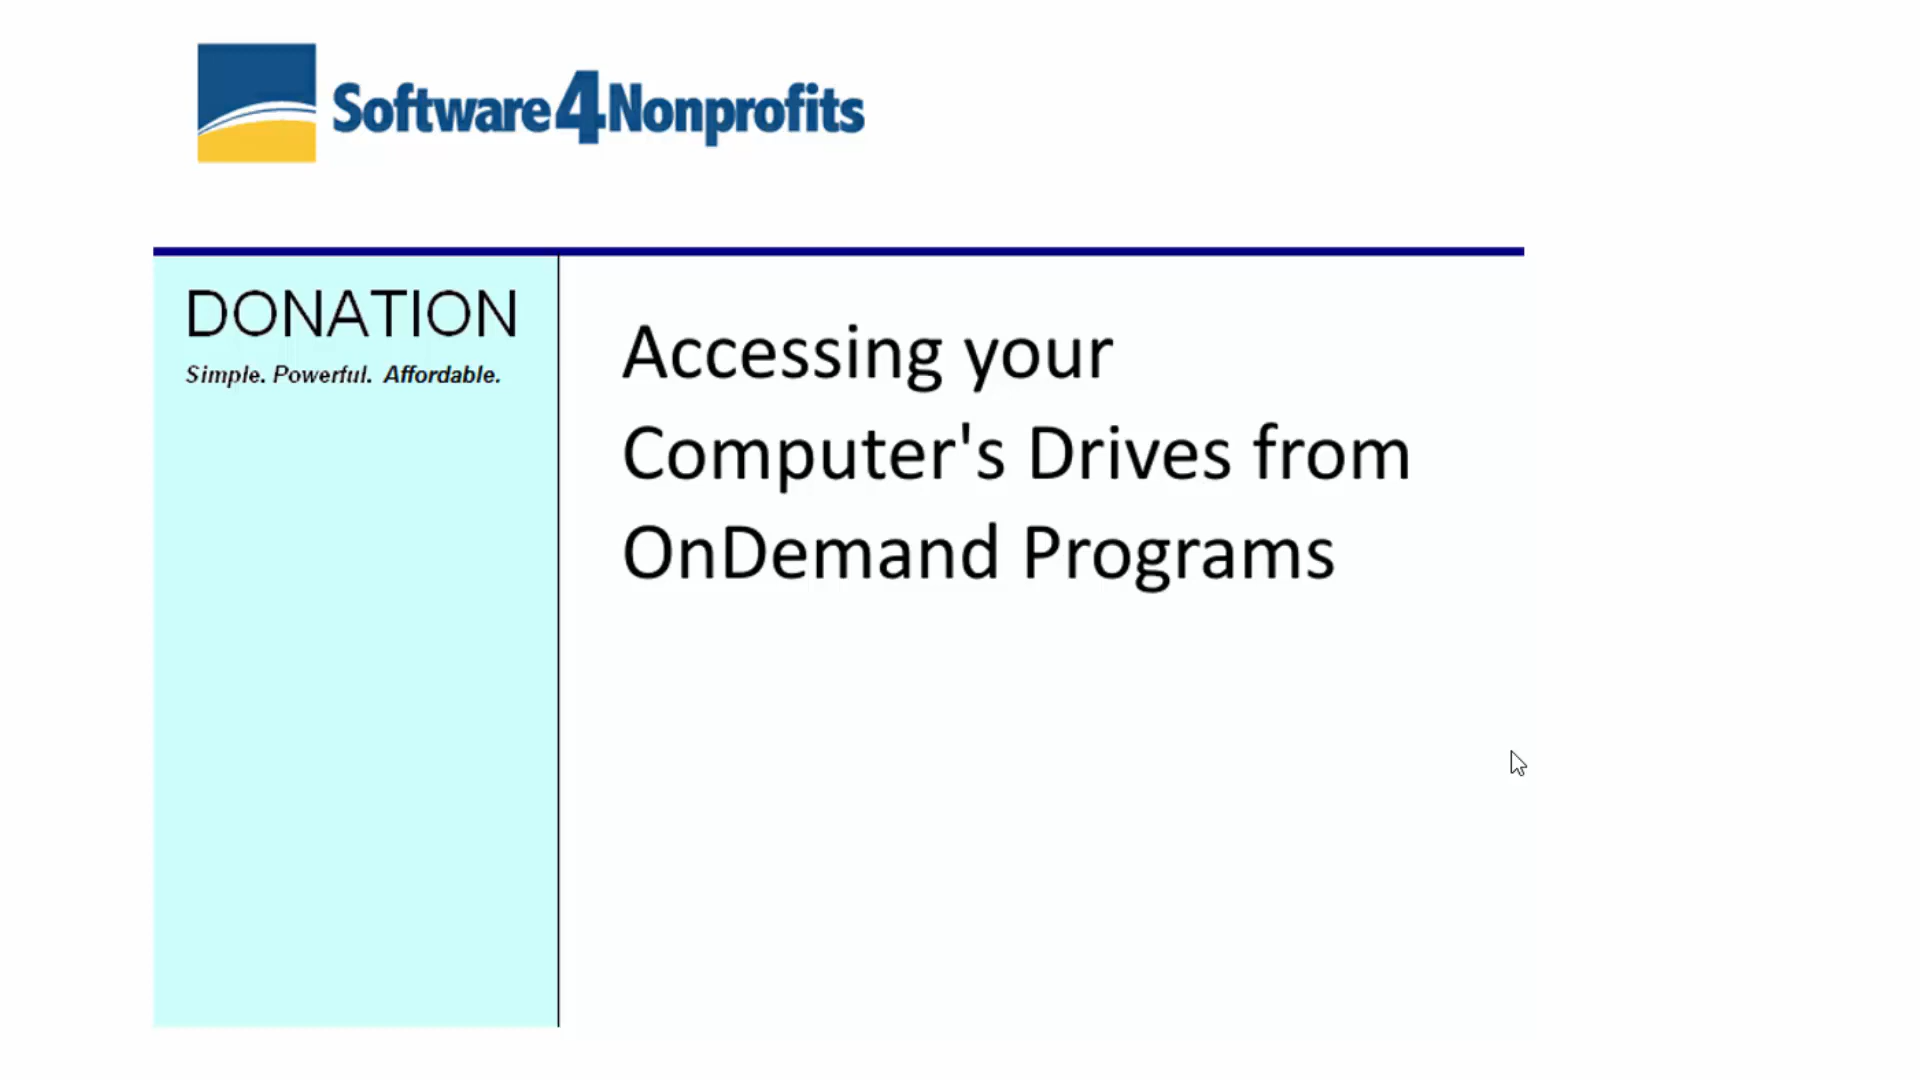 Software4Nonprofits
DONATION
Simple. Powerful. Affordable.
Accessing your
Computer's Drives from
OnDemand Programs